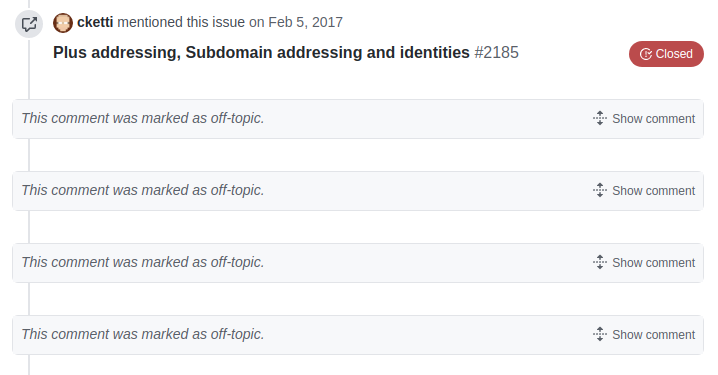 cketti mentioned this issue on Feb 5, 2017
Plus addressing, Subdomain addressing and identities #2185 Closed
This comment was marked as off-topic. Show comment
This comment was marked as off-topic. Show comment
This comment was marked as off-topic. Show comment
This comment was marked as off-topic. Show comment